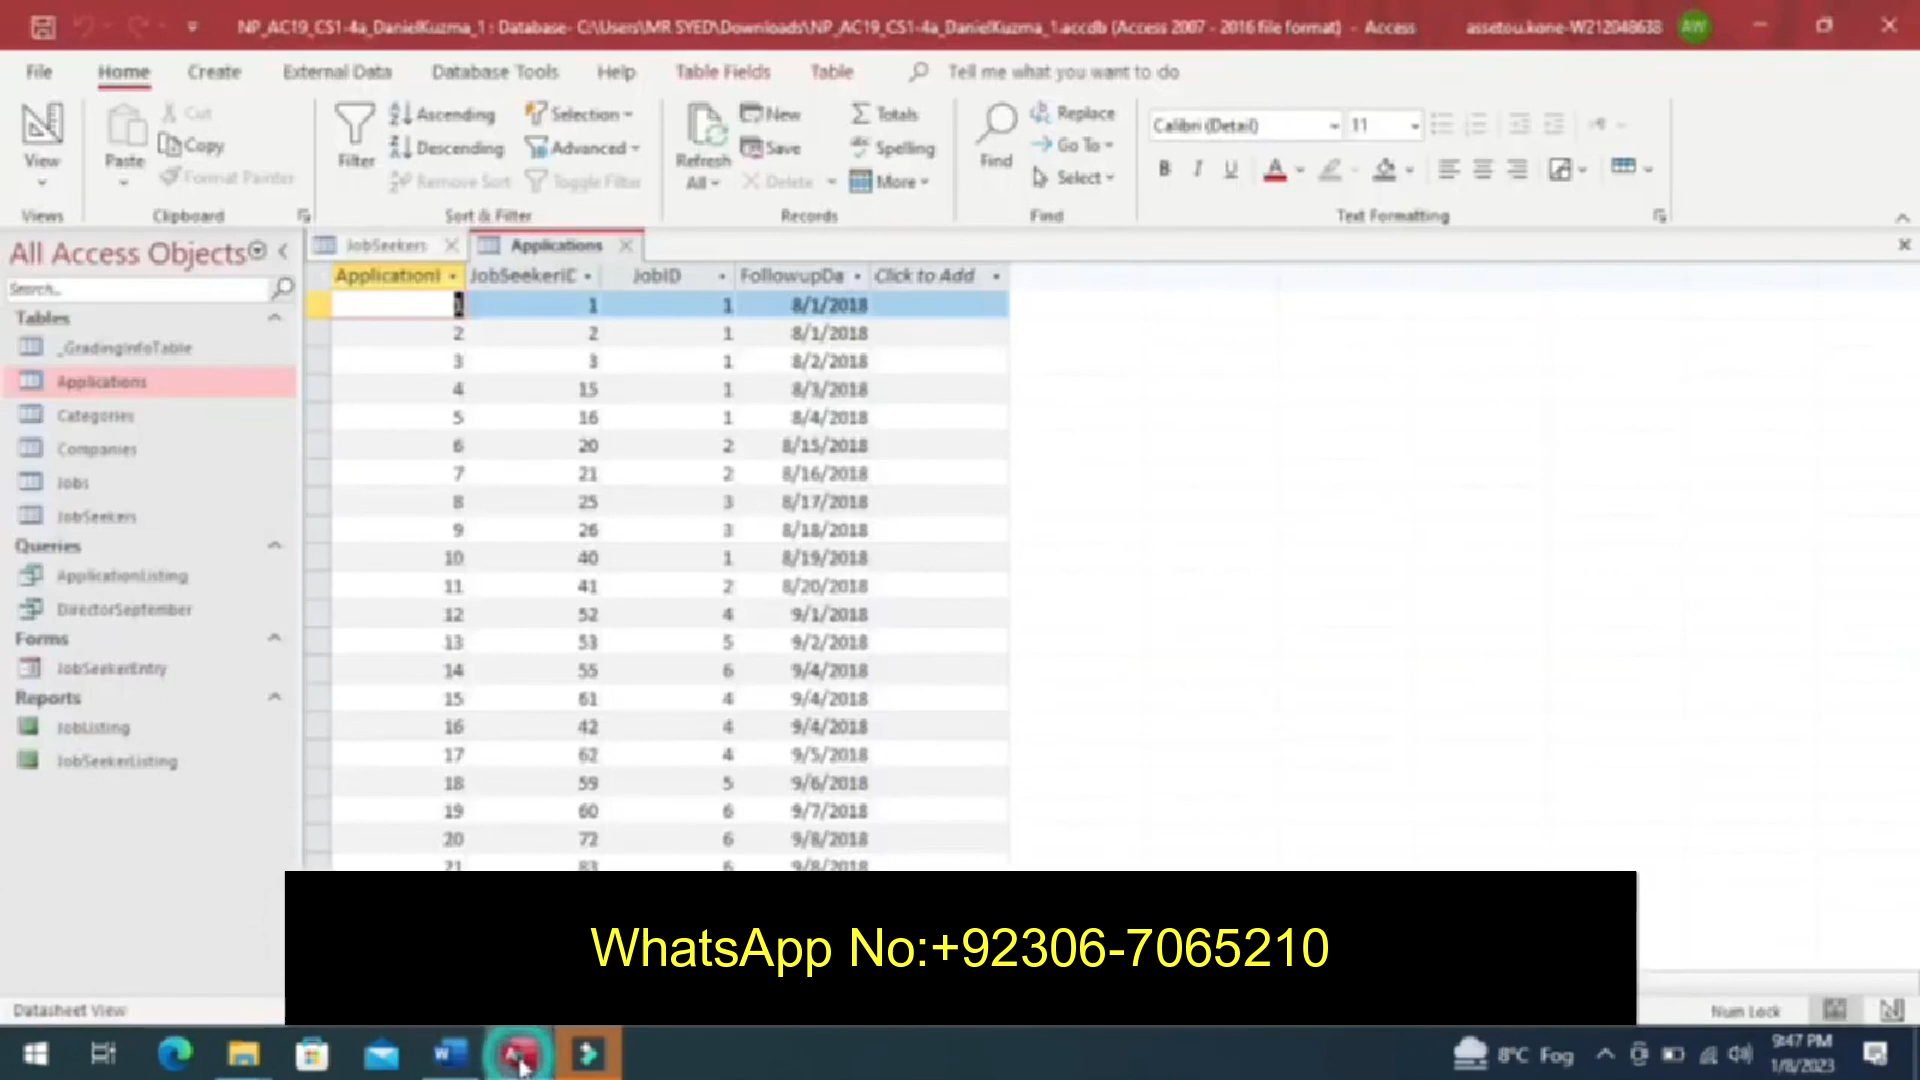 NP_AC19_CS1-4a_DanielKuzma_1 : Database- C:\Users\MR SYED\Downloads\NP_AC19_CS1-4a_DanielKuzma_1.accdb (Access 2007 - 2016 file format) - Access
assetou.kone-W212048638
AW
File Home Create External Data Database Tools Help Table Fields Table Tell me what you want to do
View
Paste
Cut
Copy
Format Painter
Filter
Ascending
Descending
Remove Sort
Selection
Advanced
Toggle Filter
Refresh
All
New
Save
Delete
Totals
Spelling
More
Find
Replace
Go To
Select
Calibri (Detail) 11
B I U A
Views Clipboard Sort & Filter Records Find Text Formatting
All Access Objects
Search...
Tables
_GradingInfoTable
Applications
Categories
Companies
Jobs
JobSeekers
Queries
ApplicationListing
DirectorSeptember
Forms
JobSeekerEntry
Reports
JobListing
JobSeekerListing
JobSeekers Applications
ApplicationI JobSeekerID JobID FollowupDa Click to Add
1 1 1 8/1/2018
2 2 1 8/1/2018
3 3 1 8/2/2018
4 15 1 8/3/2018
5 16 1 8/4/2018
6 20 2 8/15/2018
7 21 2 8/16/2018
8 25 3 8/17/2018
9 26 3 8/18/2018
10 40 1 8/19/2018
11 41 2 8/20/2018
12 52 4 9/1/2018
13 53 5 9/2/2018
14 55 6 9/4/2018
15 61 4 9/4/2018
16 42 4 9/4/2018
17 62 4 9/5/2018
18 59 5 9/6/2018
19 60 6 9/7/2018
20 72 6 9/8/2018
21 83 6 9/8/2018
WhatsApp No:+92306-7065210
Datasheet View
Num Lock
8°C Fog
9:47 PM
1/8/2023